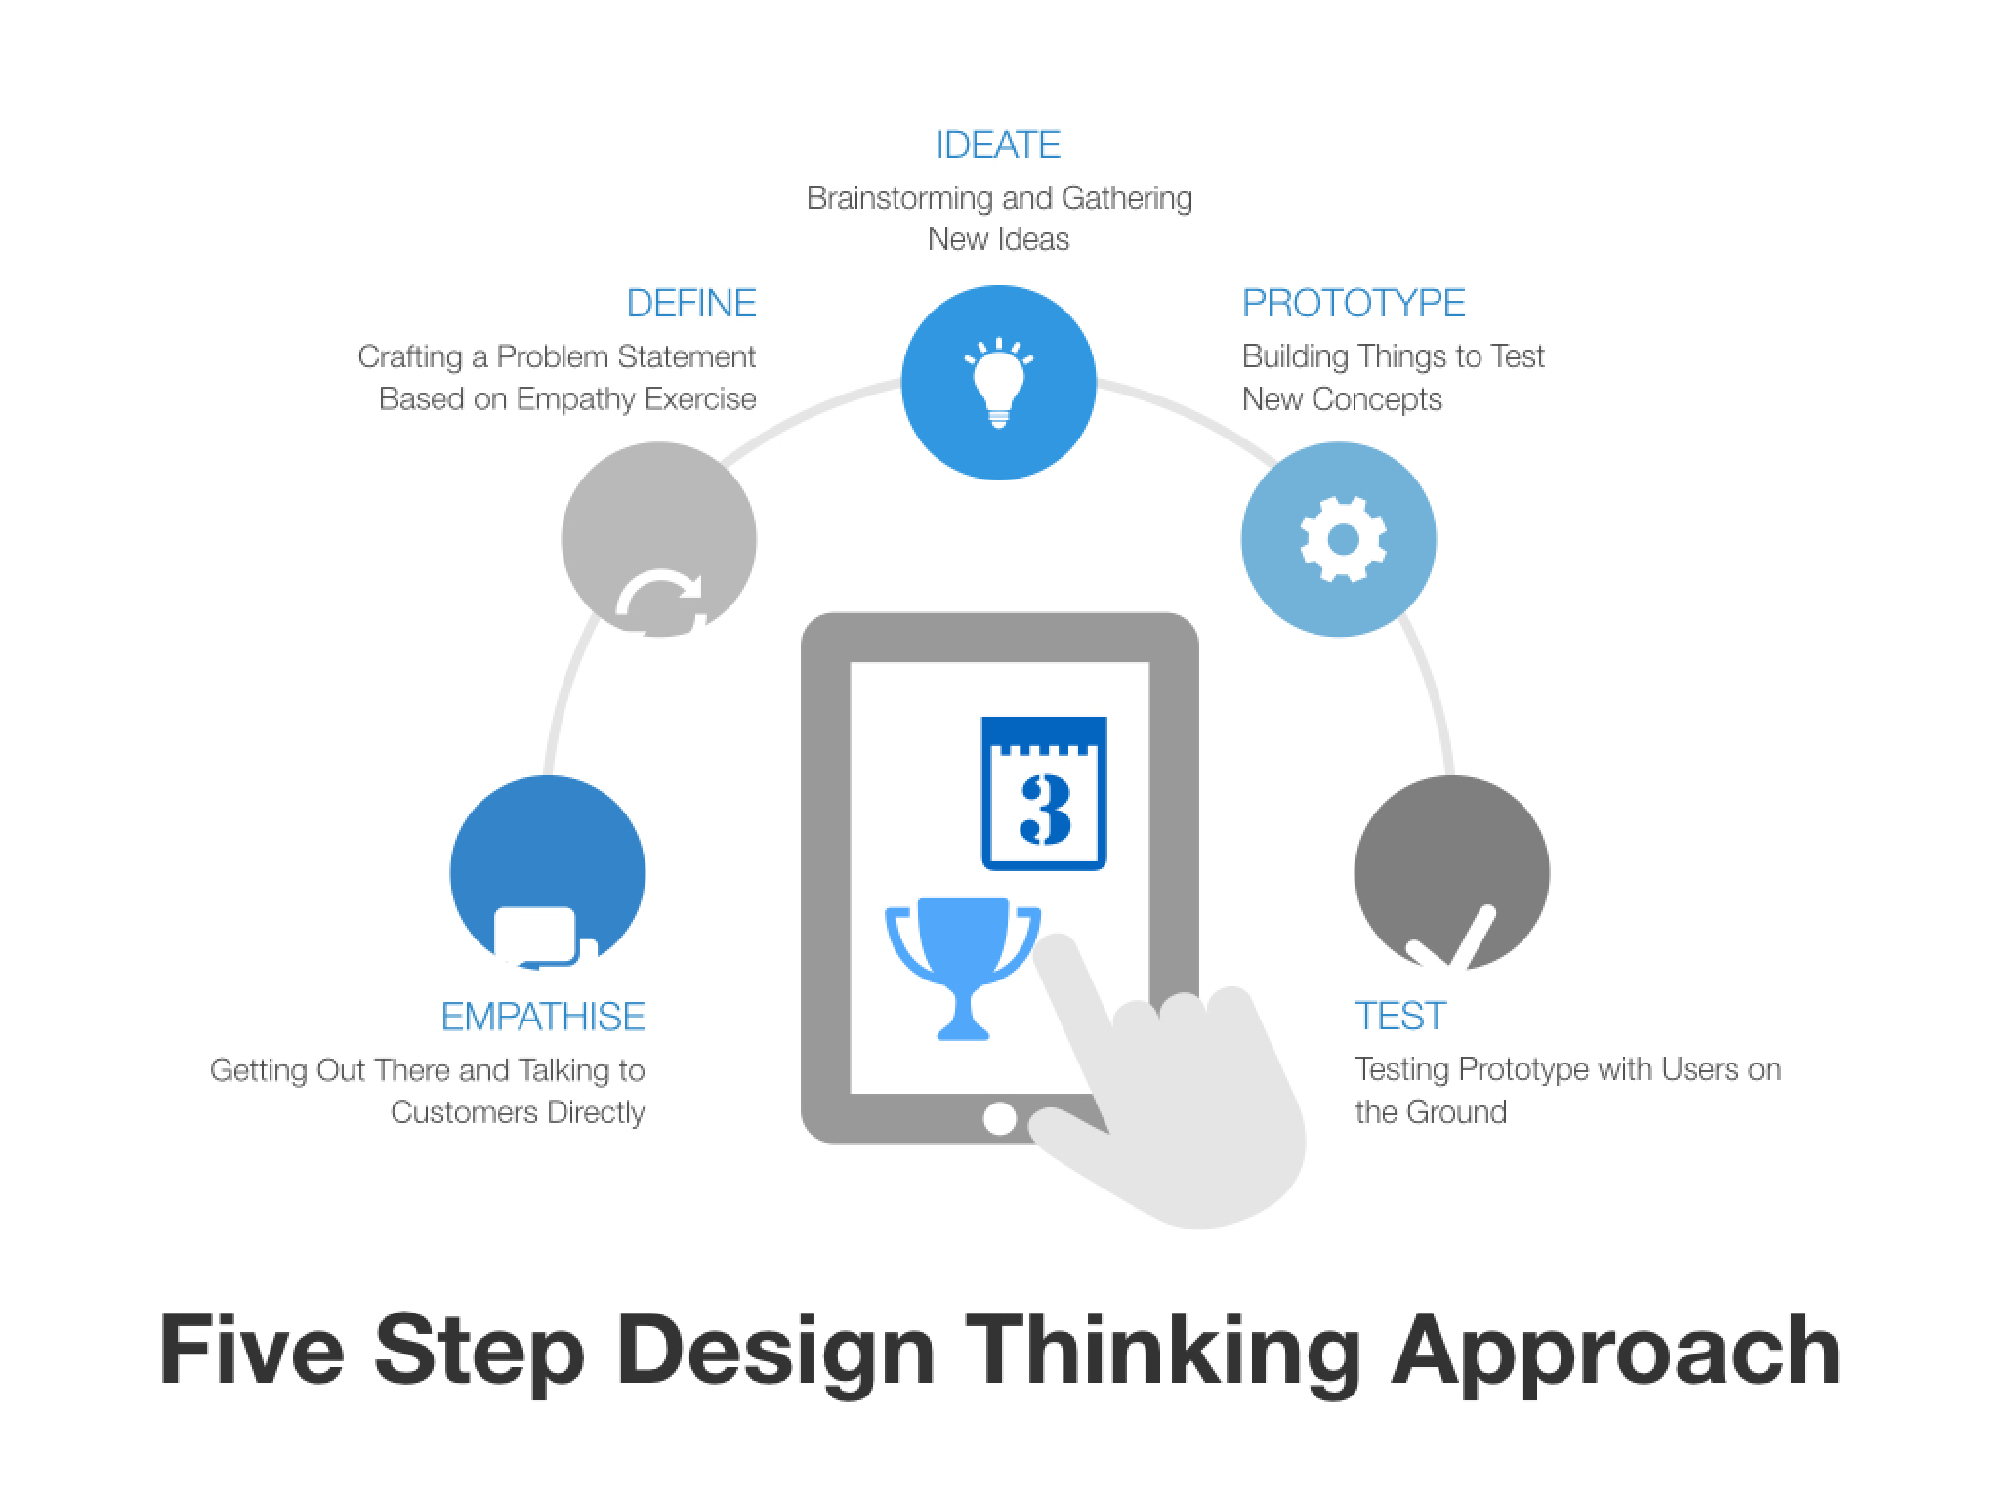 IDEATE
Brainstorming and Gathering
New Ideas
DEFINE
Crafting a Problem Statement
Based on Empathy Exercise
PROTOTYPE
Building Things to Test
New Concepts
3
EMPATHISE
Getting Out There and Talking to
Customers Directly
TEST
Testing Prototype with Users on
the Ground
Five Step Design Thinking Approach